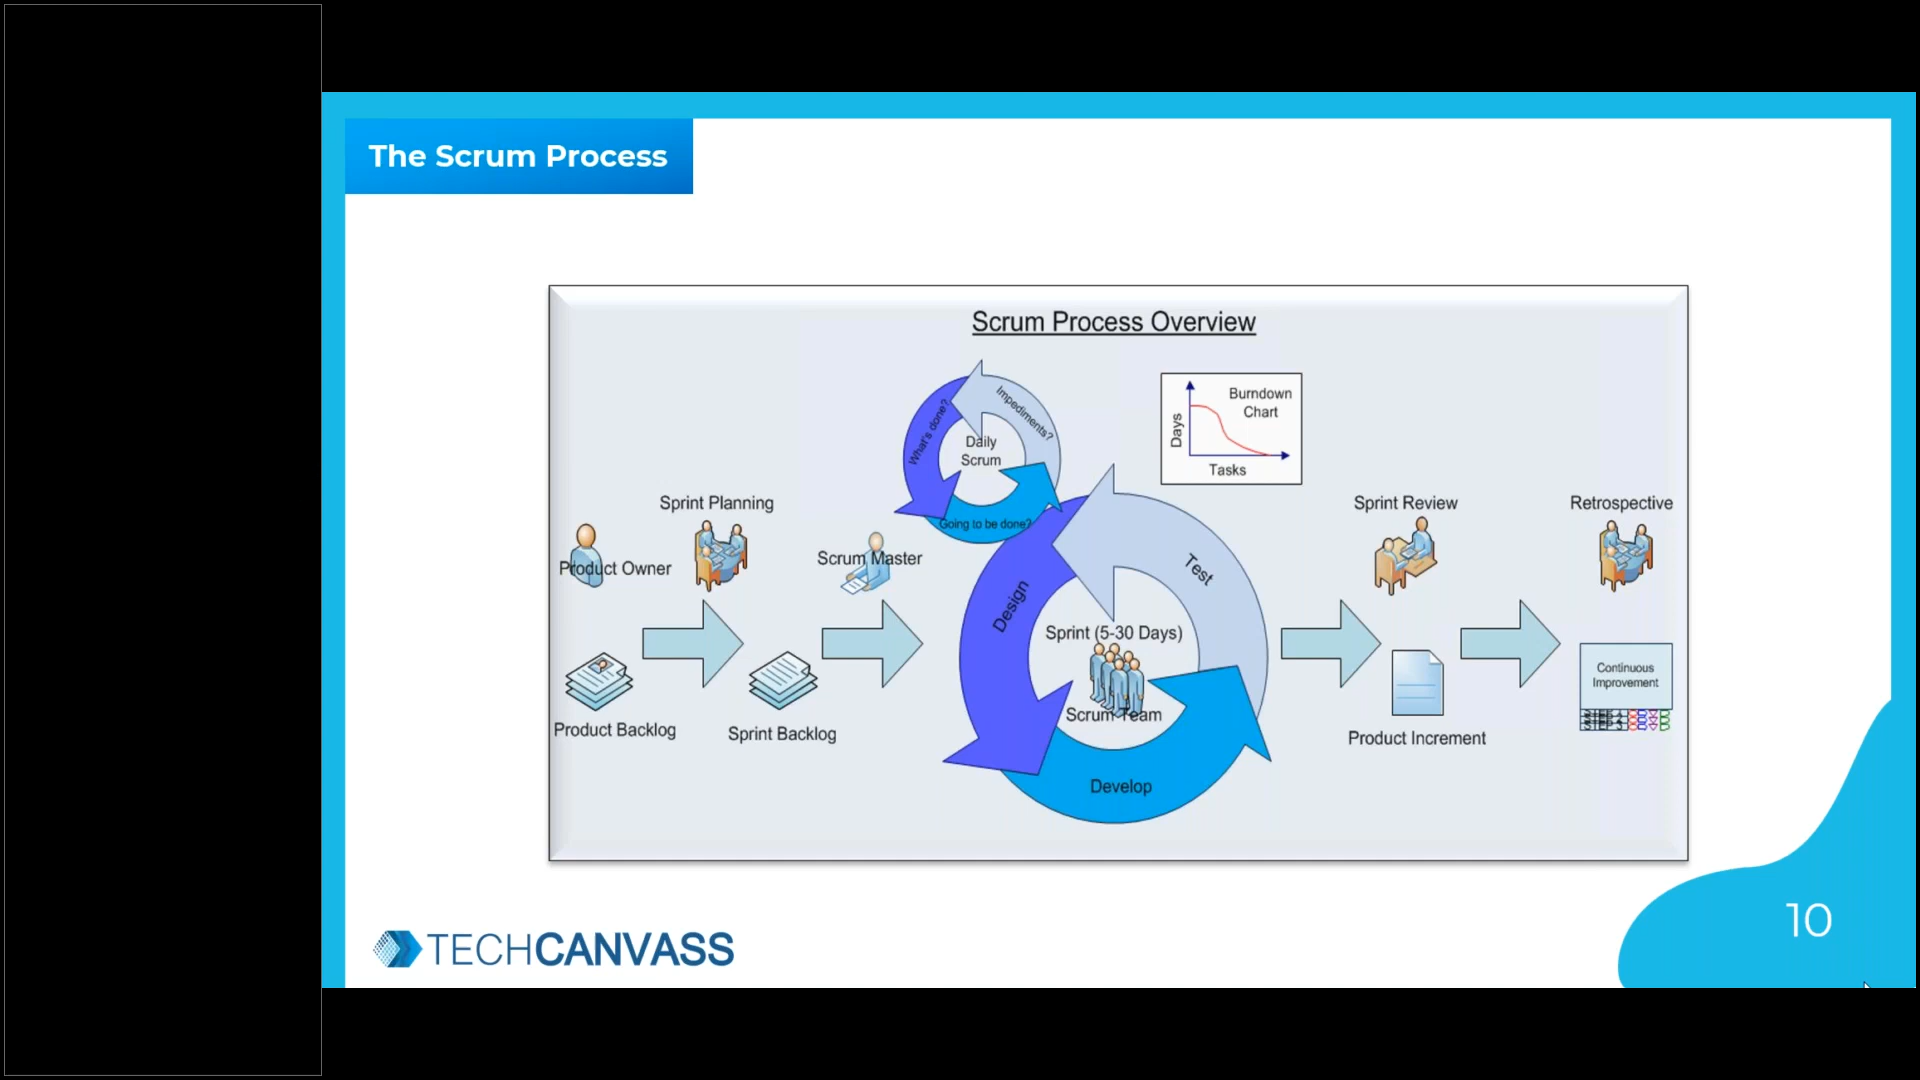 The Scrum Process
Scrum Process Overview
What's done?
Impediments?
Daily
Scrum
Going to be done?
Burndown
Chart
Days
Tasks
Sprint Planning
Product Owner
Scrum Master
Product Backlog
Sprint Backlog
Design
Test
Sprint (5-30 Days)
Scrum Team
Develop
Sprint Review
Retrospective
Product Increment
Continuous
Improvement
TECHCANVASS
10